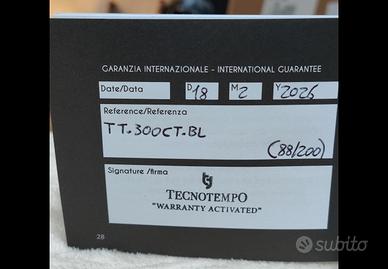 GARANZIA INTERNAZIONALE - INTERNATIONAL GUARANTEE
Date/Data D 18 M 2 Y 2026
Reference/Referenza
TT.300CT.BL
(88/200)
Signature /firma
TECNOTEMPO
"WARRANTY ACTIVATED"
28
subito